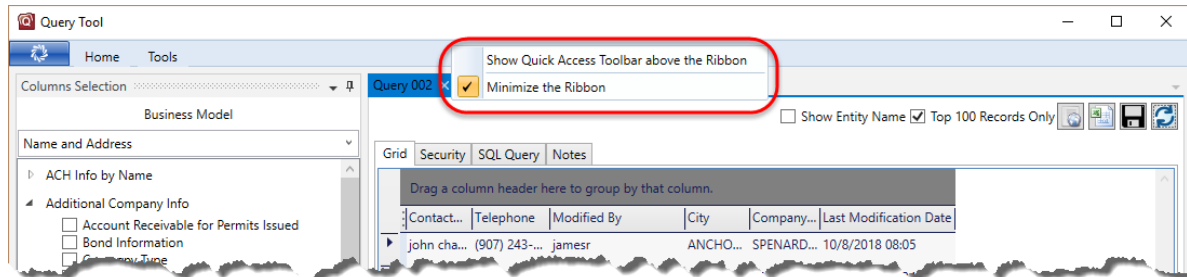 Query Tool
Home Tools
Show Quick Access Toolbar above the Ribbon
Minimize the Ribbon
Columns Selection
Query 002
Business Model
Show Entity Name Top 100 Records Only
Name and Address
Grid Security SQL Query Notes
ACH Info by Name
Drag a column header here to group by that column.
Additional Company Info
Account Receivable for Permits Issued
Contact... Telephone Modified By City Company... Last Modification Date
Bond Information
john cha... (907) 243-... jamesr ANCHO... SPENARD... 10/8/2018 08:05
Company Type